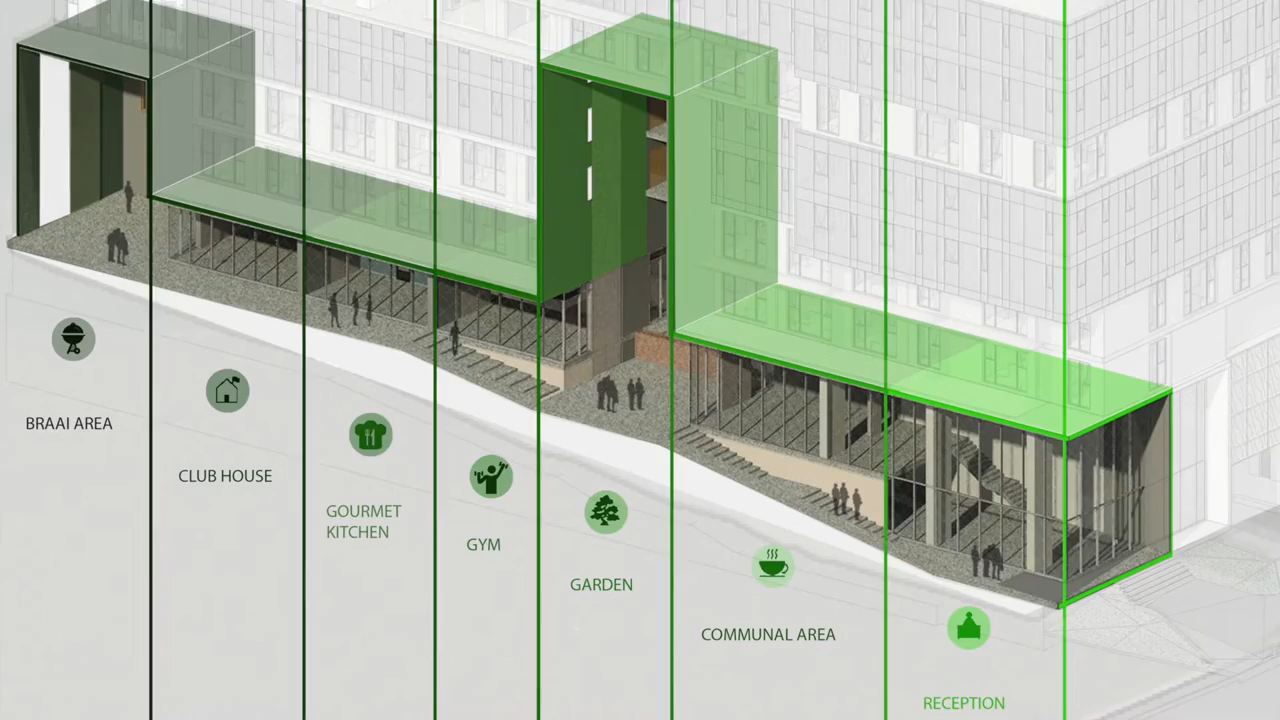 BRAAI AREA
CLUB HOUSE
GOURMET
KITCHEN
GYM
GARDEN
COMMUNAL AREA
RECEPTION